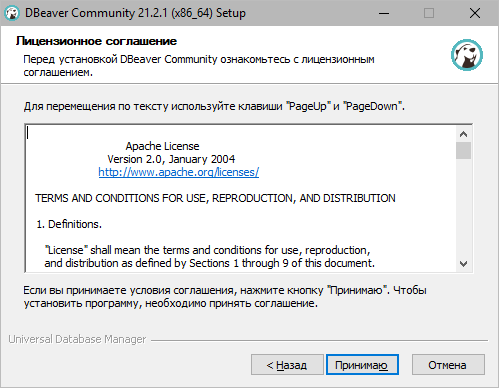 DBeaver Community 21.2.1 (x86_64) Setup
Лицензионное соглашение
Перед установкой DBeaver Community ознакомьтесь с лицензионным
соглашением.
Для перемещения по тексту используйте клавиши "PageUp" и "PageDown".
Apache License
Version 2.0, January 2004
http://www.apache.org/licenses/
TERMS AND CONDITIONS FOR USE, REPRODUCTION, AND DISTRIBUTION
1. Definitions.
"License" shall mean the terms and conditions for use, reproduction,
and distribution as defined by Sections 1 through 9 of this document.
Если вы принимаете условия соглашения, нажмите кнопку "Принимаю". Чтобы
установить программу, необходимо принять соглашение.
Universal Database Manager
< Назад
Принимаю
Отмена